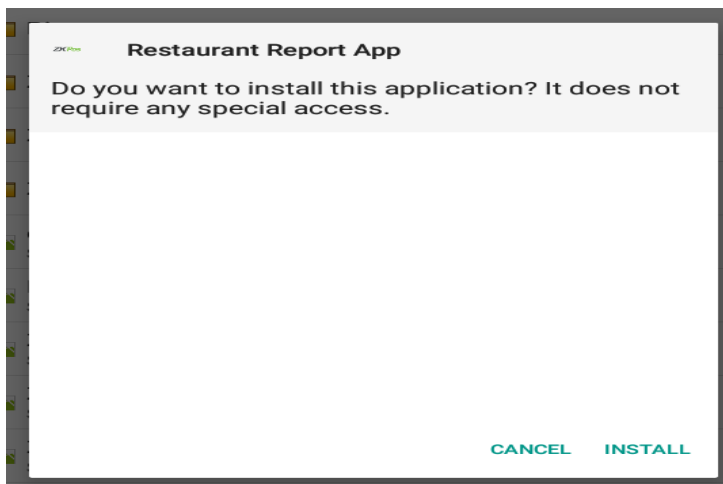 ZKPos
Restaurant Report App
Do you want to install this application? It does not
require any special access.
CANCEL
INSTALL